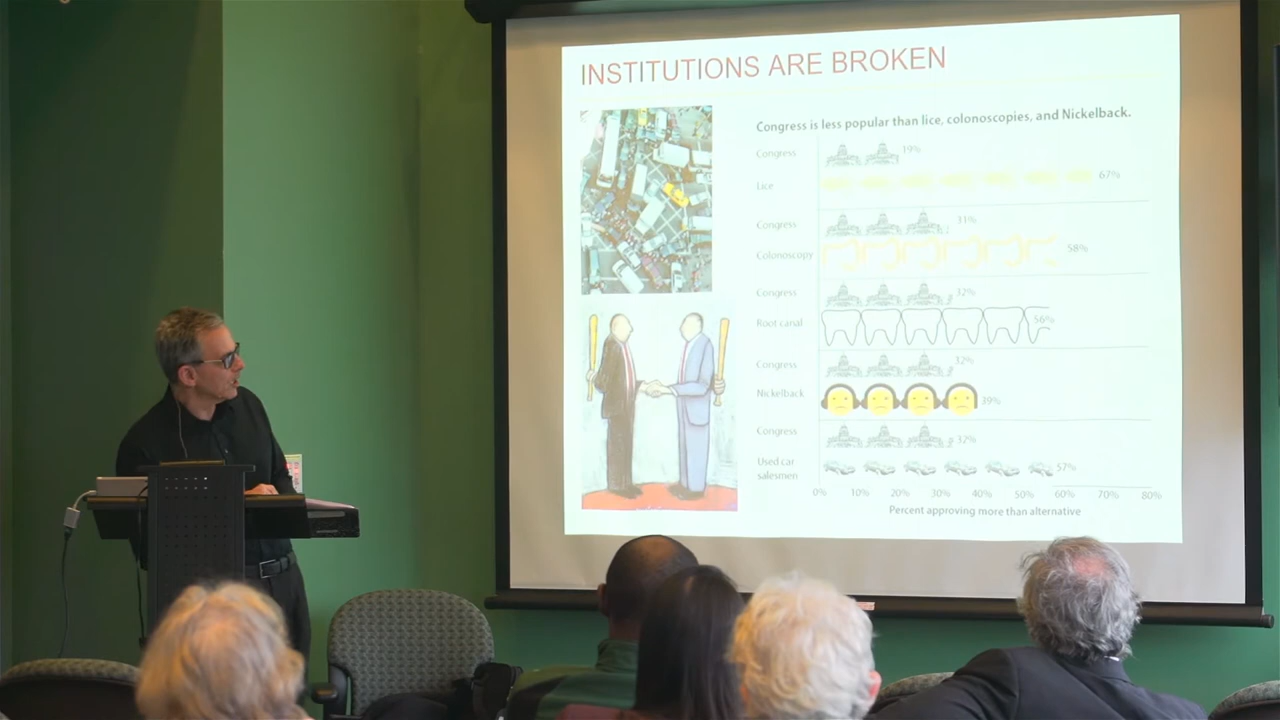 INSTITUTIONS ARE BROKEN
Congress is less popular than lice, colonoscopies, and Nickelback.
Congress 19%
Lice 67%
Congress 31%
Colonoscopy 58%
Congress 32%
Root canal 56%
Congress 32%
Nickelback 39%
Congress 32%
Used car
salesmen 57%
0% 10% 20% 30% 40% 50% 60% 70% 80%
Percent approving more than alternative